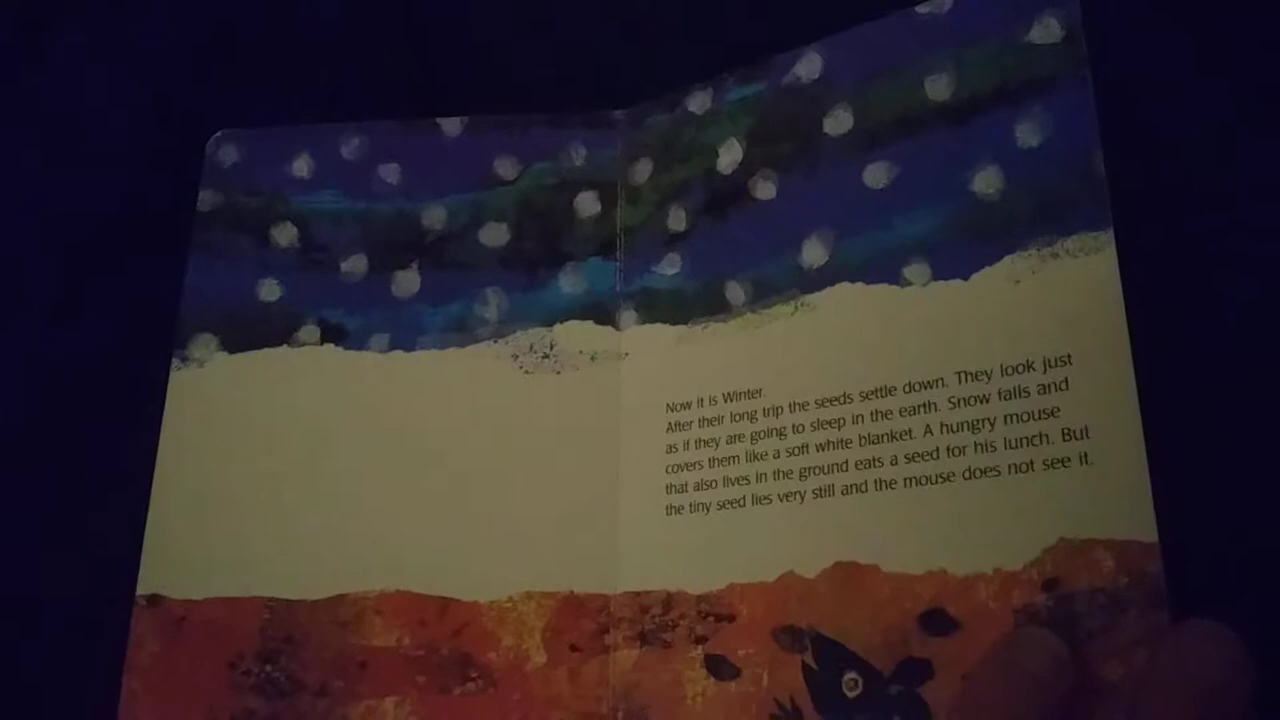 Now it is Winter.
After their long trip the seeds settle down. They look just
as if they are going to sleep in the earth. Snow falls and
covers them like a soft white blanket. A hungry mouse
that also lives in the ground eats a seed for his lunch. But
the tiny seed lies very still and the mouse does not see it.